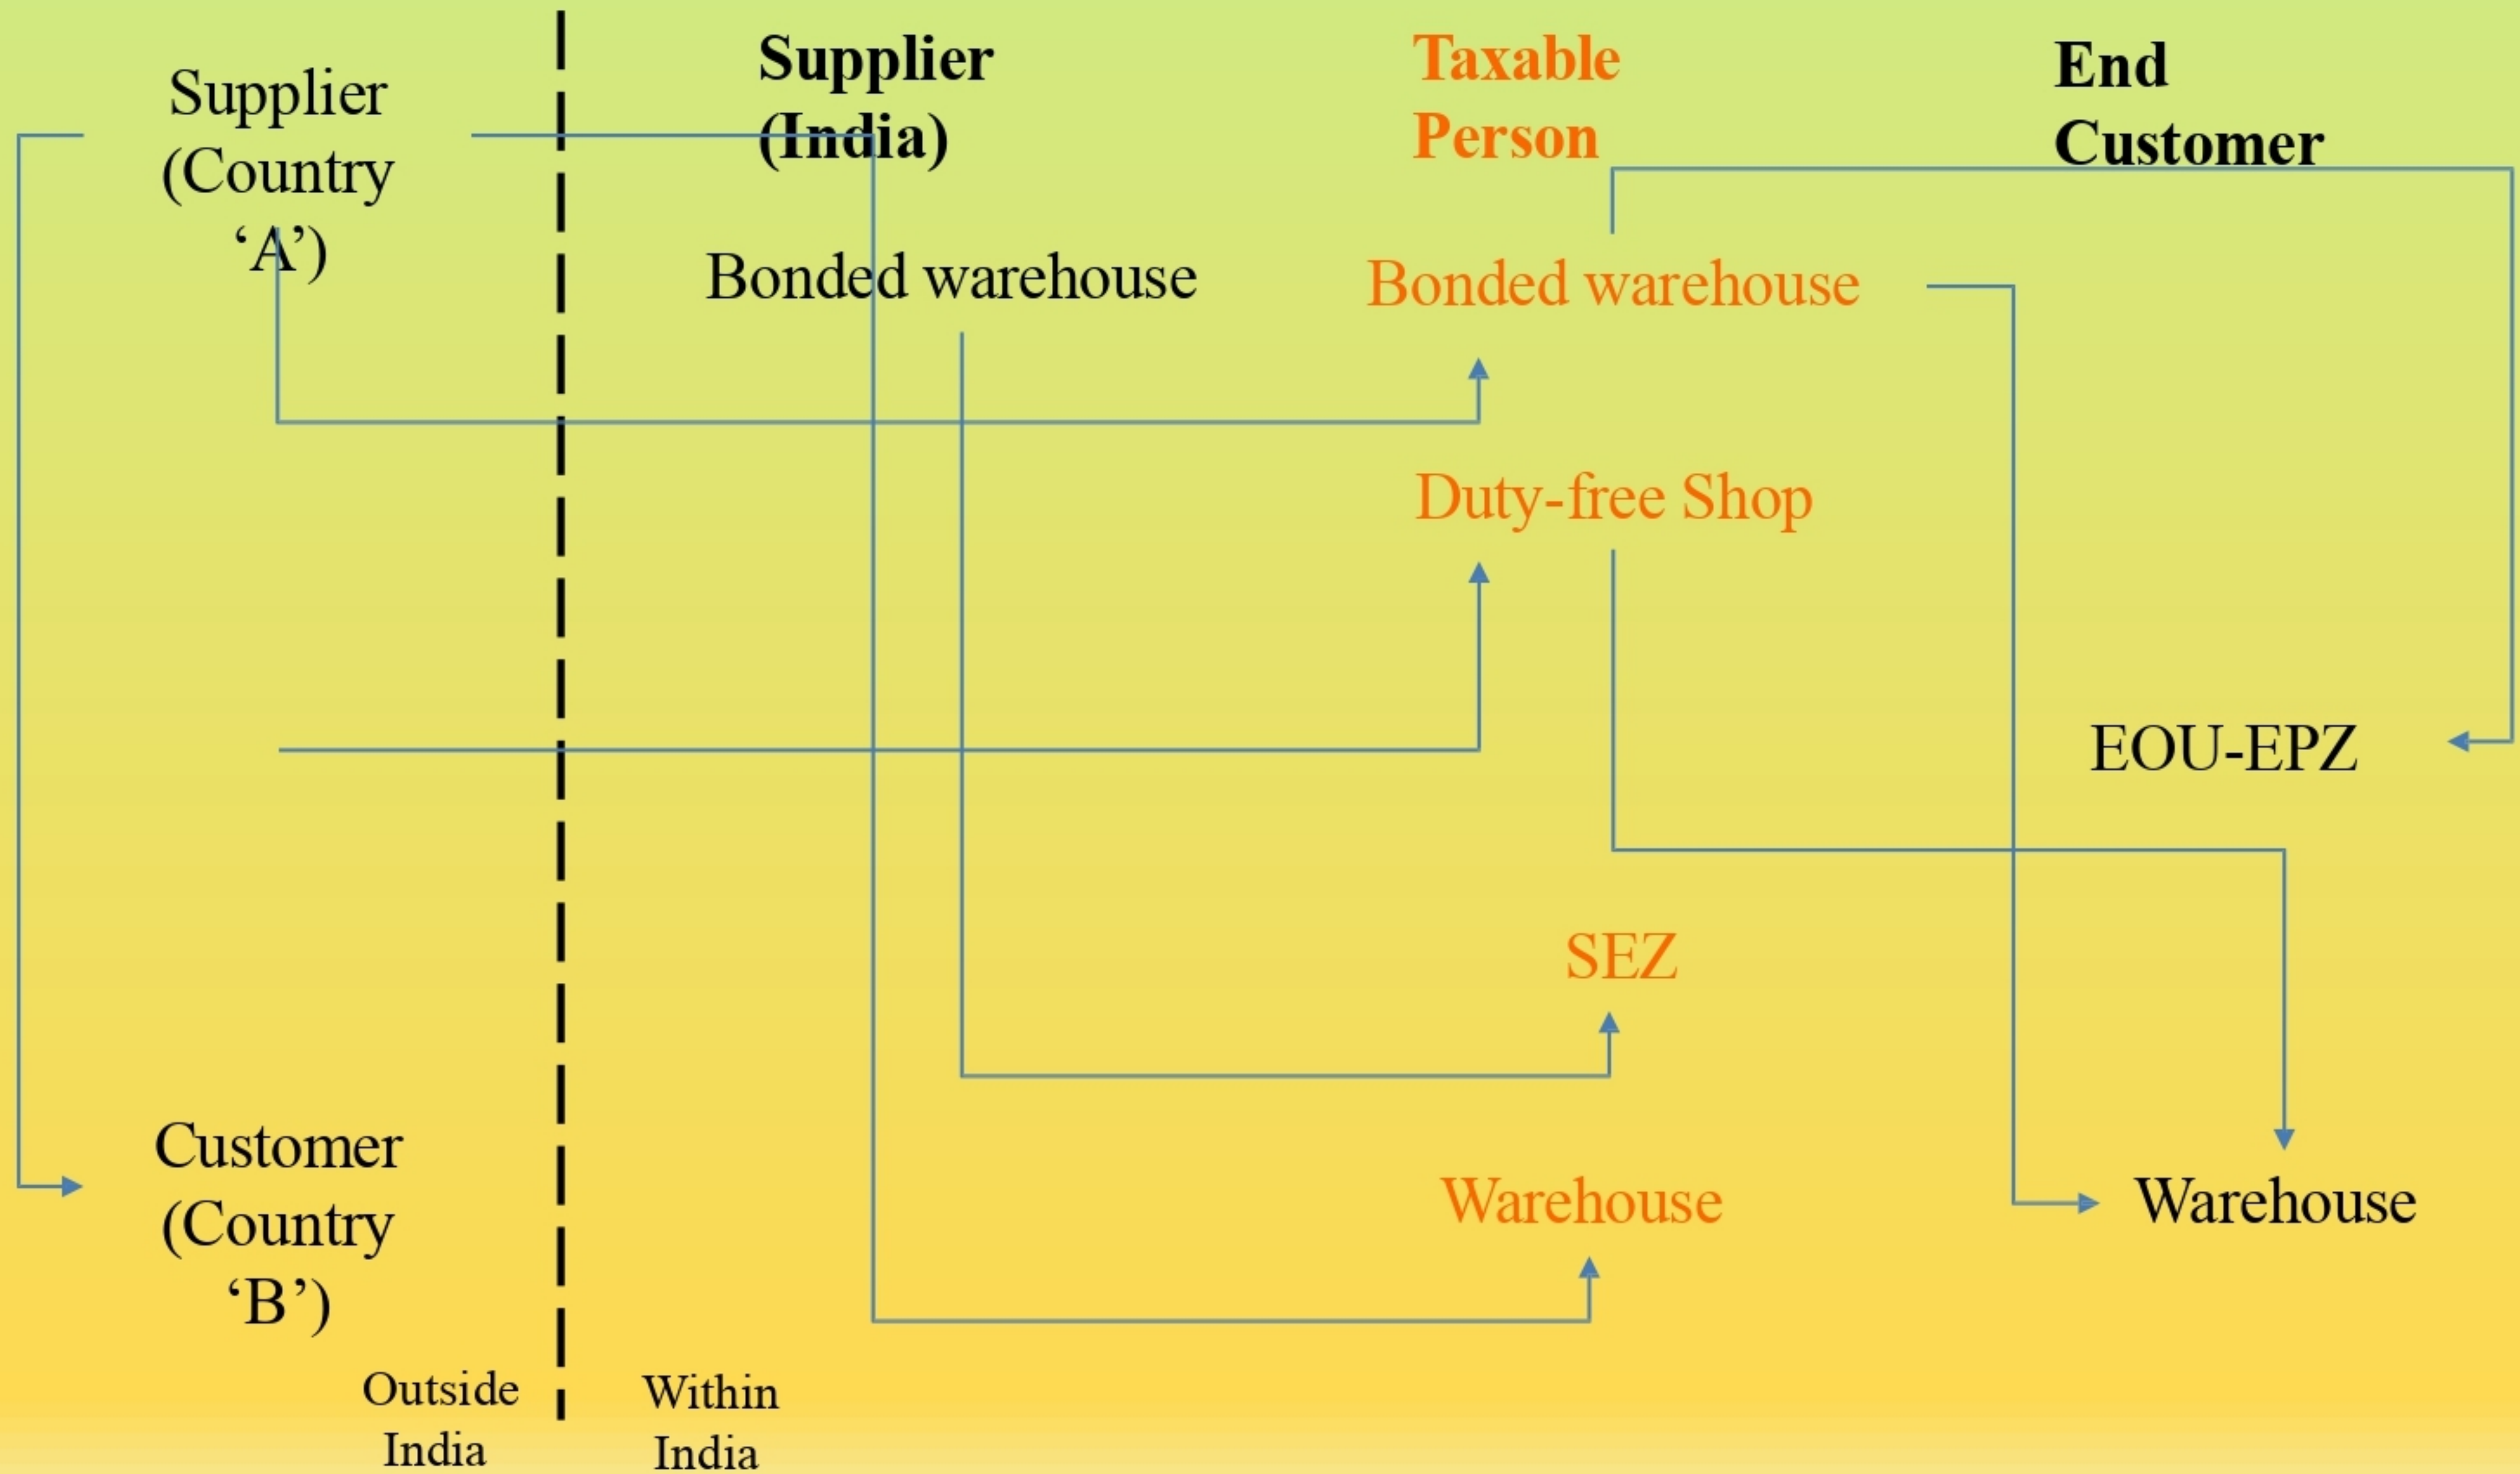 Supplier
(Country
‘A’)
Supplier
(India)
Taxable
Person
End
Customer
Bonded warehouse
Bonded warehouse
Duty-free Shop
EOU-EPZ
SEZ
Customer
(Country
‘B’)
Warehouse
Warehouse
Outside
India
Within
India